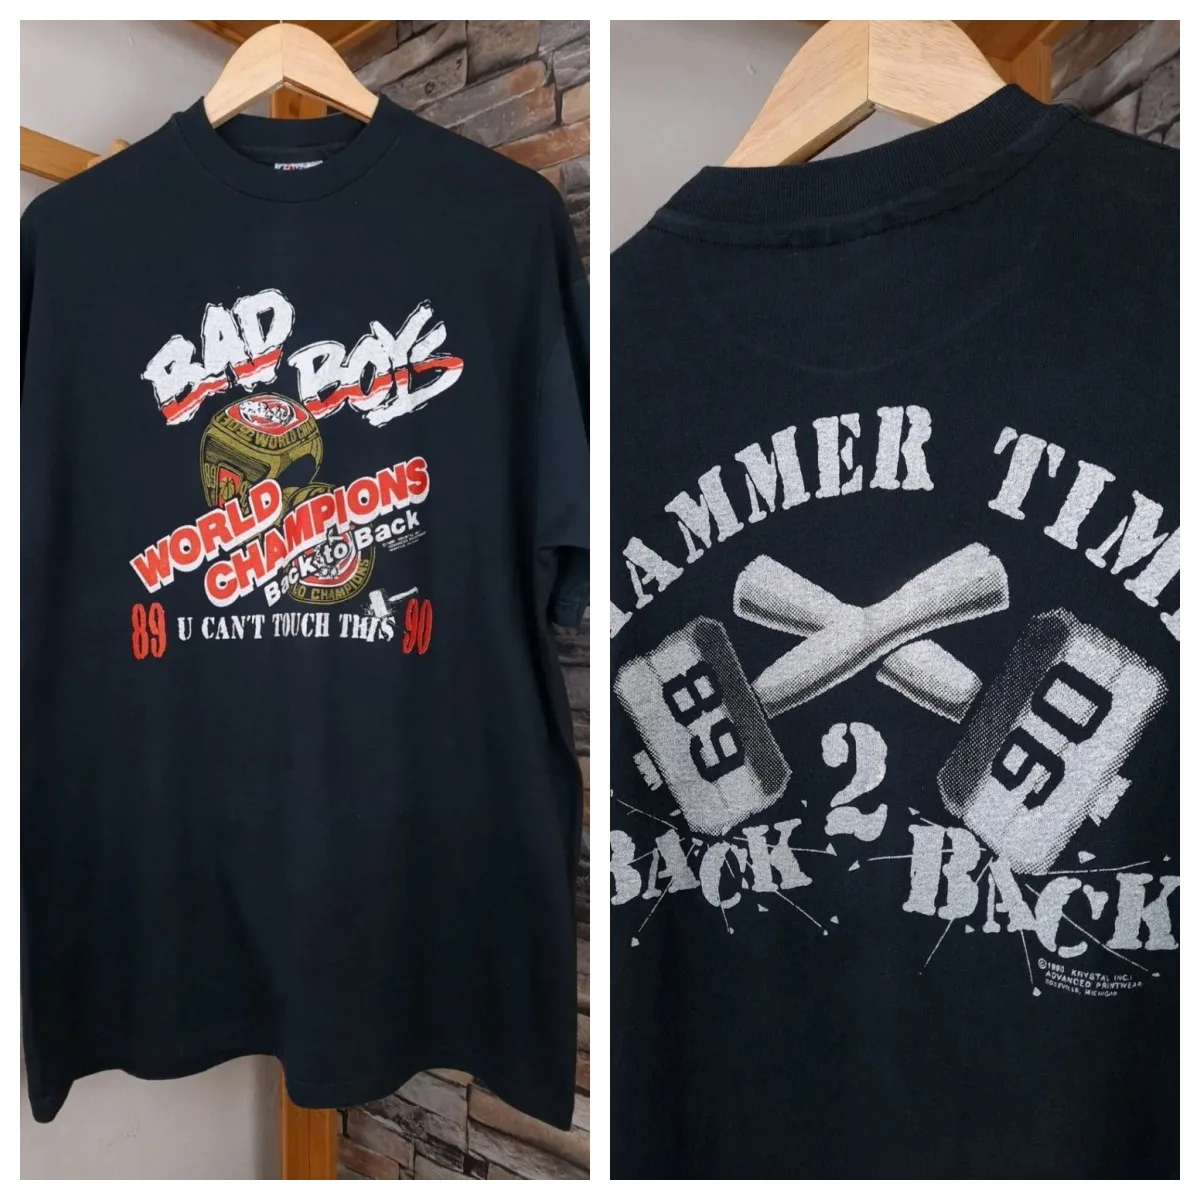 BAD
BOYS
WORLD
CHAMPIONS
Back to Back
CHAMPIONS
89 U CAN'T TOUCH THIS 90
AMMER TIM
89
90
2
BACK BACK
©1990 KRYSTAL INC.
ADVANCED PRINTWEAR
ROSEVILLE, MICHIGAN